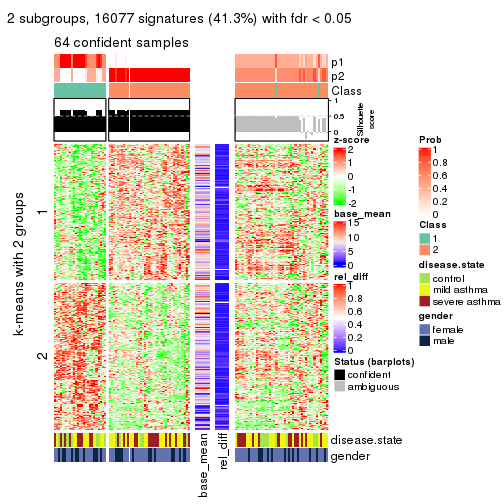 2 subgroups, 16077 signatures (41.3%) with fdr < 0.05
64 confident samples
p1
p2
Class
1
0.5
0
Silhouette
score
k-means with 2 groups
1
2
z-score
2
1
0
-1
-2
base_mean
15
10
5
0
rel_diff
1
0.8
0.6
0.4
0.2
0
Status (barplots)
confident
ambiguous
Prob
1
0.8
0.6
0.4
0.2
0
Class
1
2
disease.state
control
mild asthma
severe asthma
gender
female
male
disease.state
gender
base_mean
rel_diff